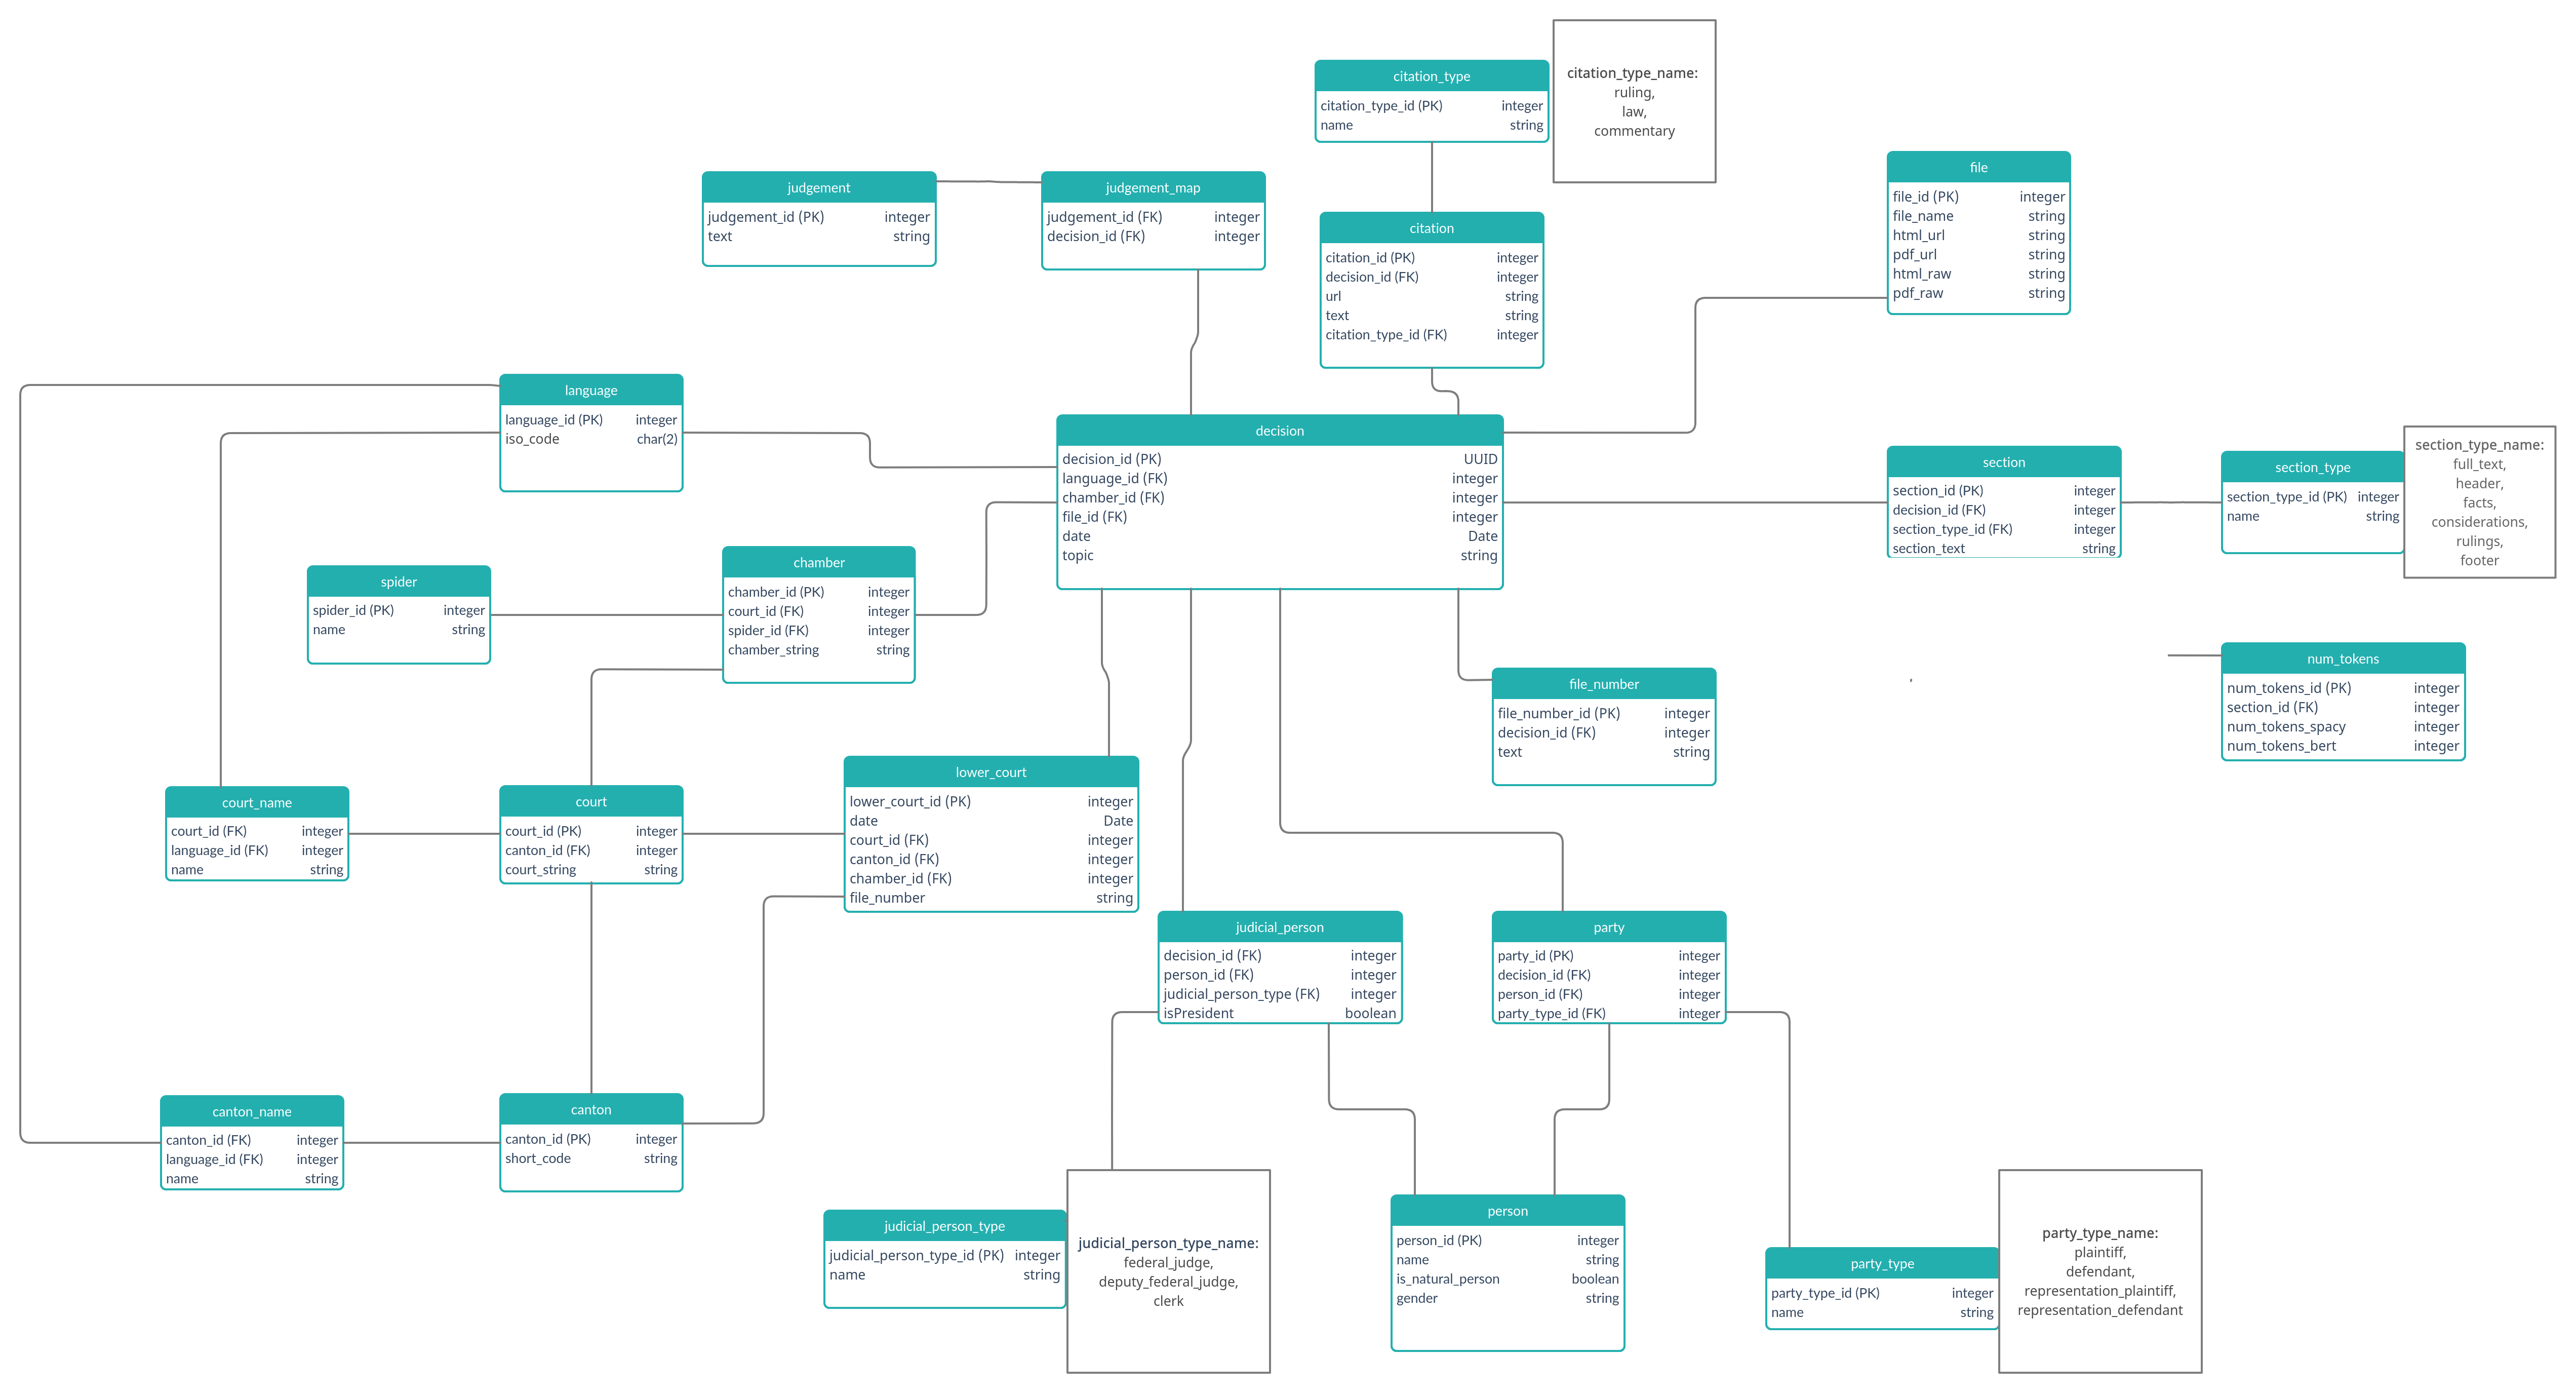 citation_type
citation_type_id (PK) integer
name string
citation_type_name:
ruling,
law,
commentary
judgement
judgement_id (PK) integer
text string
judgement_map
judgement_id (FK) integer
decision_id (FK) integer
citation
citation_id (PK) integer
decision_id (FK) integer
url string
text string
citation_type_id (FK) integer
file
file_id (PK) integer
file_name string
html_url string
pdf_url string
html_raw string
pdf_raw string
language
language_id (PK) integer
iso_code char(2)
decision
decision_id (PK) UUID
language_id (FK) integer
chamber_id (FK) integer
file_id (FK) integer
date Date
topic string
section
section_id (PK) integer
decision_id (FK) integer
section_type_id (FK) integer
section_text string
section_type
section_type_id (PK) integer
name string
section_type_name:
full_text,
header,
facts,
considerations,
rulings,
footer
spider
spider_id (PK) integer
name string
chamber
chamber_id (PK) integer
court_id (FK) integer
spider_id (FK) integer
chamber_string string
file_number
file_number_id (PK) integer
decision_id (FK) integer
text string
num_tokens
num_tokens_id (PK) integer
section_id (FK) integer
num_tokens_spacy integer
num_tokens_bert integer
court_name
court_id (FK) integer
language_id (FK) integer
name string
court
court_id (PK) integer
canton_id (FK) integer
court_string string
lower_court
lower_court_id (PK) integer
date Date
court_id (FK) integer
canton_id (FK) integer
chamber_id (FK) integer
file_number string
judicial_person
decision_id (FK) integer
person_id (FK) integer
judicial_person_type (FK) integer
isPresident boolean
party
party_id (PK) integer
decision_id (FK) integer
person_id (FK) integer
party_type_id (FK) integer
canton_name
canton_id (FK) integer
language_id (FK) integer
name string
canton
canton_id (PK) integer
short_code string
judicial_person_type
judicial_person_type_id (PK) integer
name string
judicial_person_type_name:
federal_judge,
deputy_federal_judge,
clerk
person
person_id (PK) integer
name string
is_natural_person boolean
gender string
party_type
party_type_id (PK) integer
name string
party_type_name:
plaintiff,
defendant,
representation_plaintiff,
representation_defendant